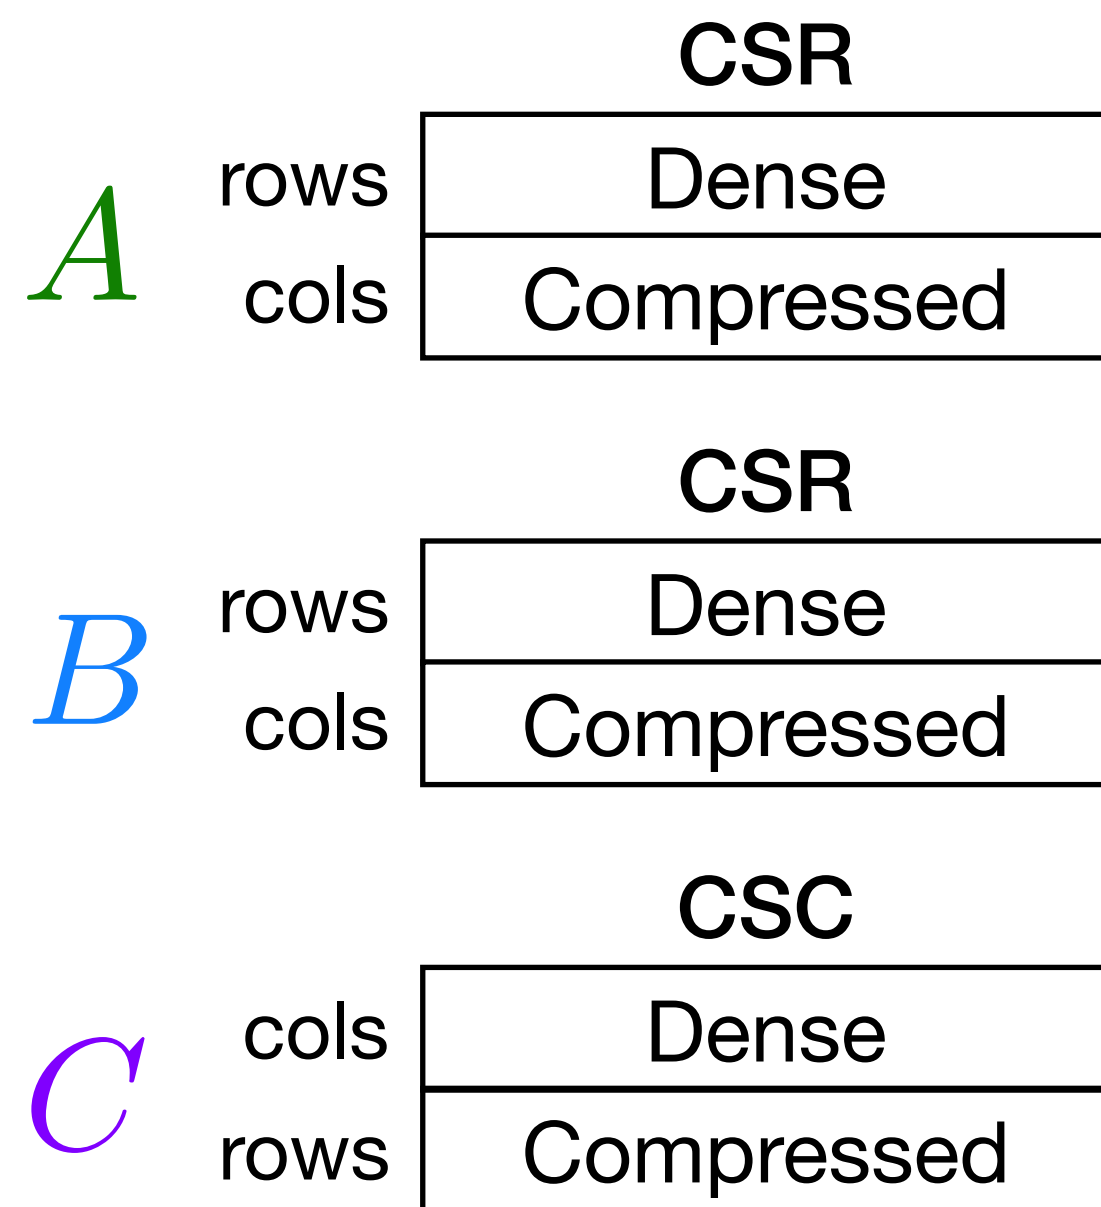 CSR
A
rows Dense
cols Compressed
CSR
B
rows Dense
cols Compressed
CSC
C
cols Dense
rows Compressed